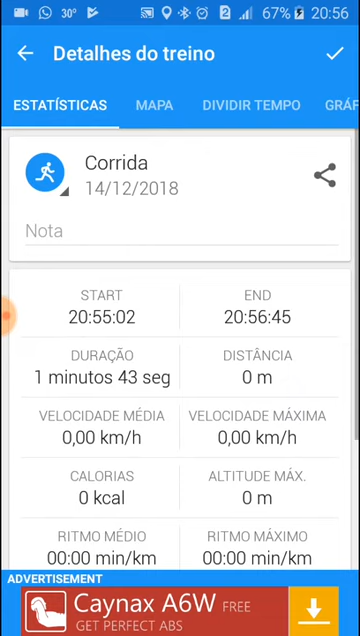 30° 2 67% 20:56
Detalhes do treino
ESTATÍSTICAS MAPA DIVIDIR TEMPO GRÁF
Corrida
14/12/2018
Nota
START END
20:55:02 20:56:45
DURAÇÃO DISTÂNCIA
1 minutos 43 seg 0 m
VELOCIDADE MÉDIA VELOCIDADE MÁXIMA
0,00 km/h 0,00 km/h
CALORIAS ALTITUDE MÁX.
0 kcal 0 m
RITMO MÉDIO RITMO MÁXIMO
00:00 min/km 00:00 min/km
ADVERTISEMENT
Caynax A6W FREE
GET PERFECT ABS